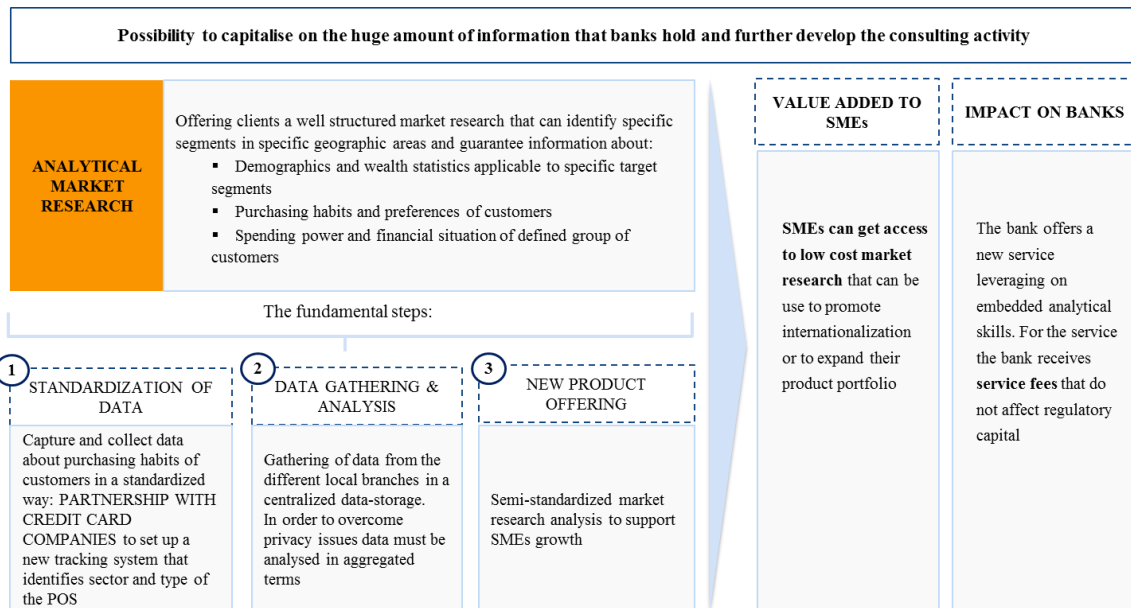 Possibility to capitalise on the huge amount of information that banks hold and further develop the consulting activity
ANALYTICAL
MARKET
RESEARCH
Offering clients a well structured market research that can identify specific
segments in specific geographic areas and guarantee information about:
▪ Demographics and wealth statistics applicable to specific target
segments
▪ Purchasing habits and preferences of customers
▪ Spending power and financial situation of defined group of
customers
The fundamental steps:
1
STANDARDIZATION OF
DATA
Capture and collect data
about purchasing habits of
customers in a standardized
way: PARTNERSHIP WITH
CREDIT CARD
COMPANIES to set up a
new tracking system that
identifies sector and type of
the POS
2
DATA GATHERING &
ANALYSIS
Gathering of data from the
different local branches in a
centralized data-storage.
In order to overcome
privacy issues data must be
analysed in aggregated
terms
3
NEW PRODUCT
OFFERING
Semi-standardized market
research analysis to support
SMEs growth
VALUE ADDED TO
SMEs
SMEs can get access
to low cost market
research that can be
use to promote
internationalization
or to expand their
product portfolio
IMPACT ON BANKS
The bank offers a
new service
leveraging on
embedded analytical
skills. For the service
the bank receives
service fees that do
not affect regulatory
capital